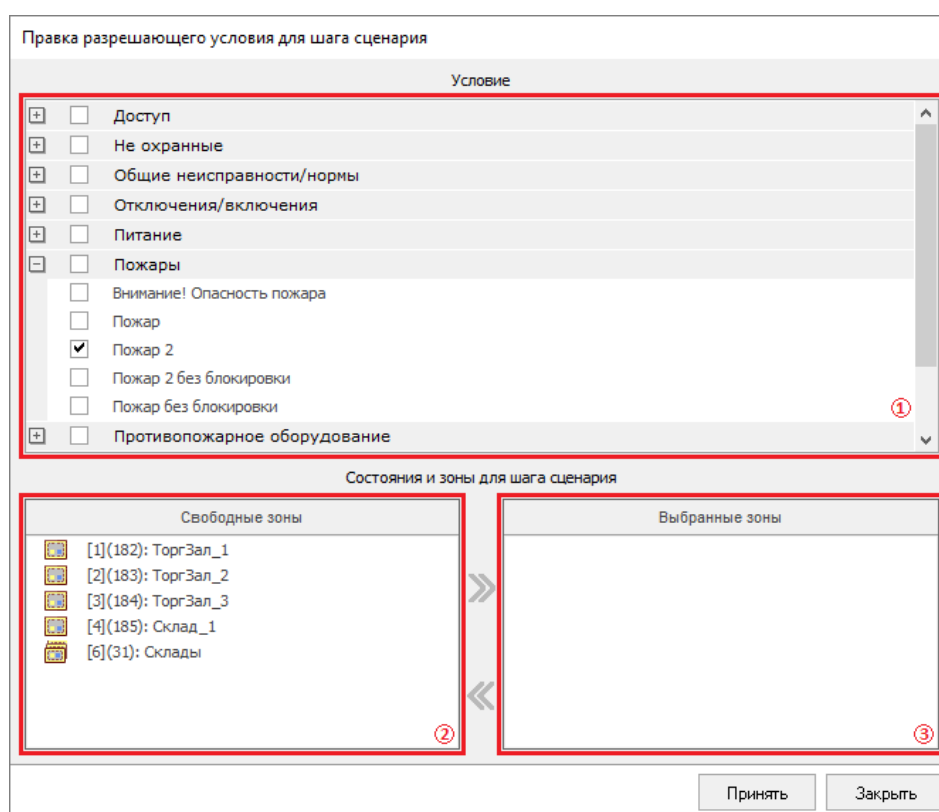 Правка разрешающего условия для шага сценария
Условие
Доступ
Не охранные
Общие неисправности/нормы
Отключения/включения
Питание
Пожары
Внимание! Опасность пожара
Пожар
Пожар 2
Пожар 2 без блокировки
Пожар без блокировки
①
Противопожарное оборудование
Состояния и зоны для шага сценария
Свободные зоны
Выбранные зоны
[1](182): ТоргЗал_1
[2](183): ТоргЗал_2
[3](184): ТоргЗал_3
[4](185): Склад_1
[6](31): Склады
②
③
Принять
Закрыть